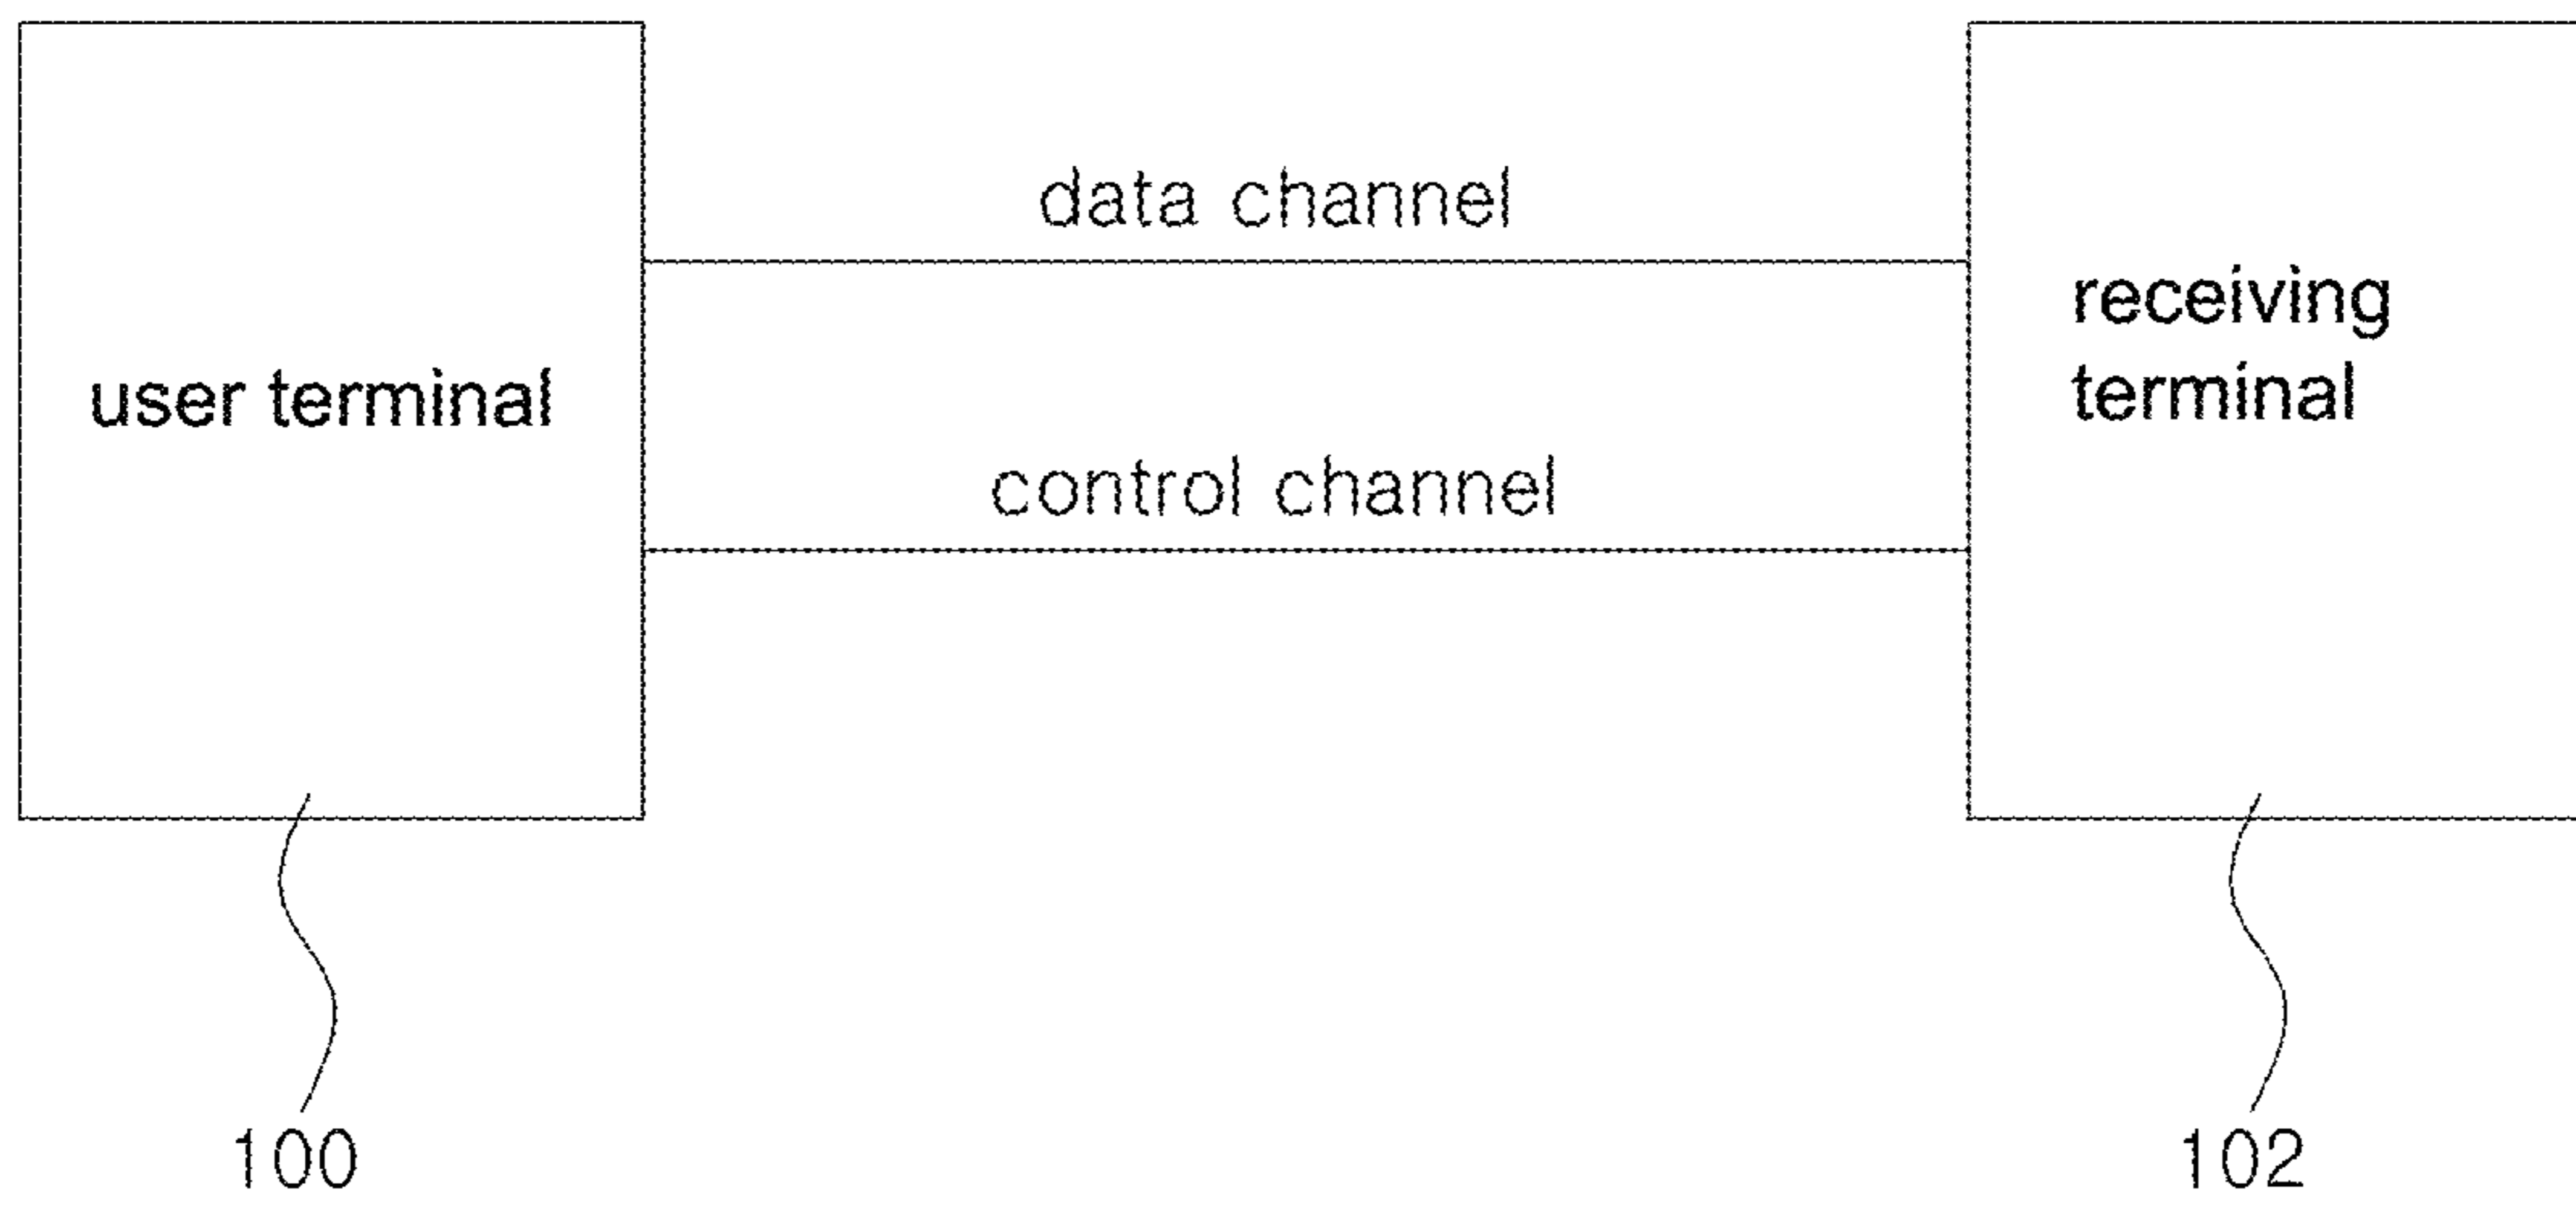 data channel
receiving
terminal
user terminal
control channel
100
102